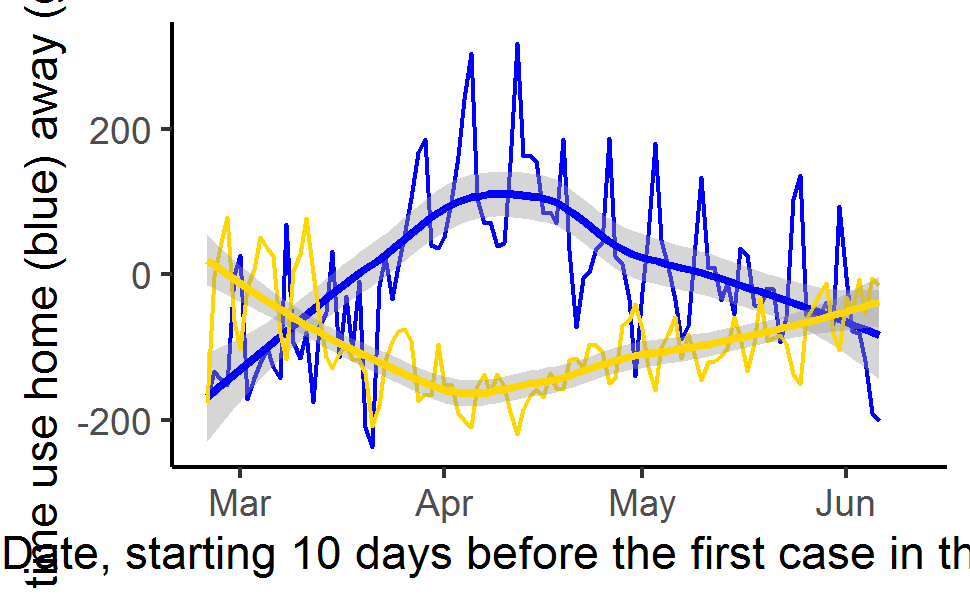 time use home (blue) away (g
200
0
-200
Mar Apr May Jun
Date, starting 10 days before the first case in th